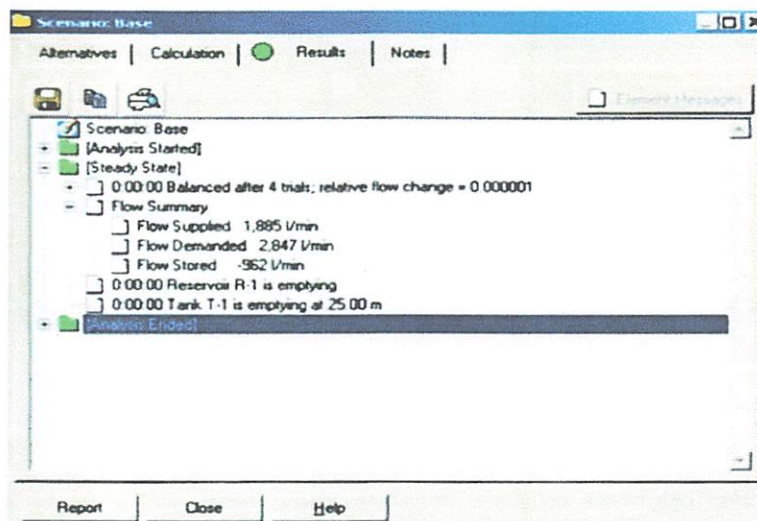 Scenario: Base
Alternatives Calculation Results Notes
Element Messages
Scenario: Base
[Analysis Started]
[Steady State]
0:00:00 Balanced after 4 trials; relative flow change = 0.000001
Flow Summary
Flow Supplied 1,885 l/min
Flow Demanded 2,847 l/min
Flow Stored -962 l/min
0:00:00 Reservoir R-1 is emptying
0:00:00 Tank T-1 is emptying at 25.00 m
[Analysis Ended]
Report Close Help